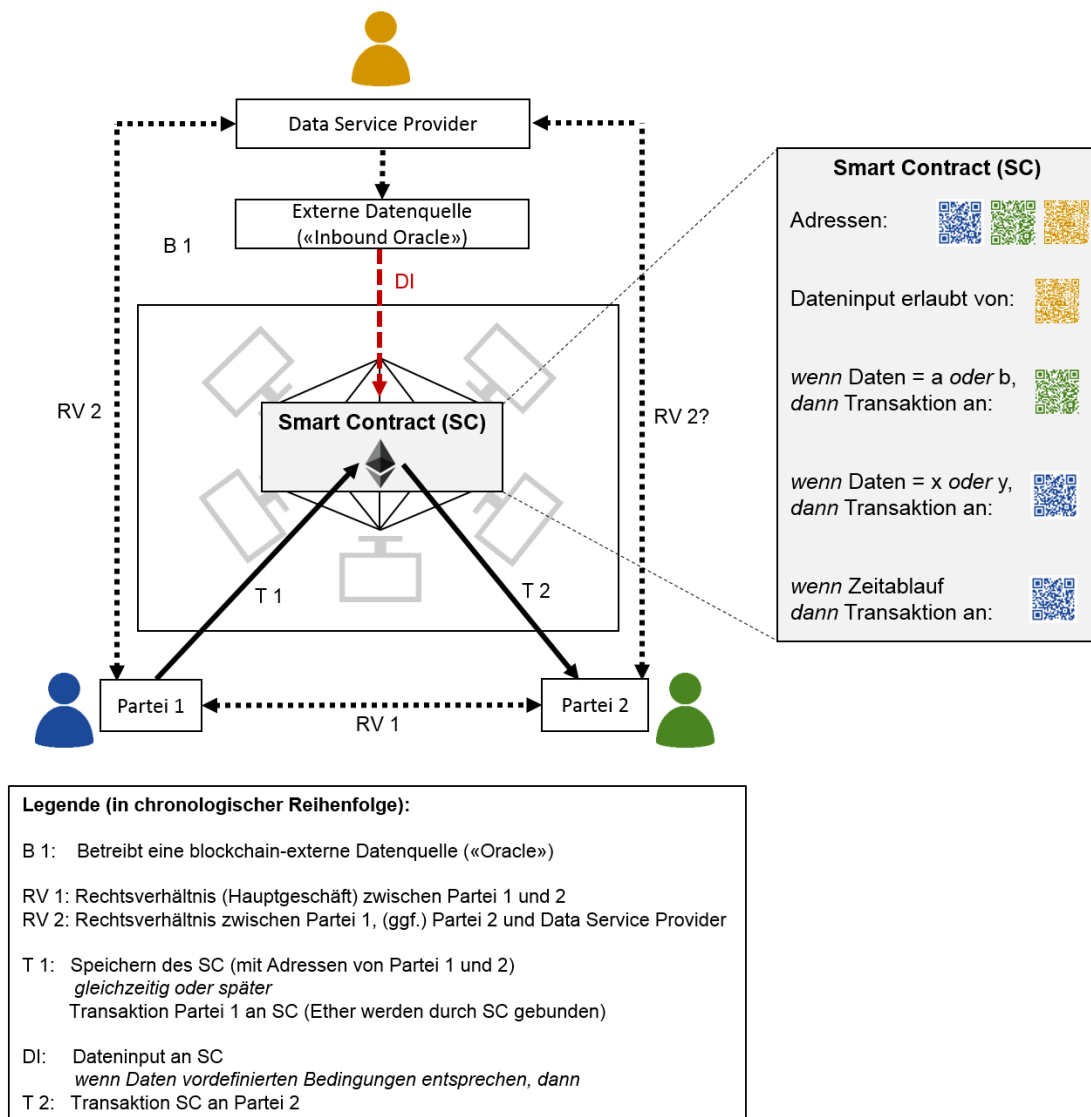 Data Service Provider
Externe Datenquelle
(«Inbound Oracle»)
B 1
DI
RV 2
RV 2?
Smart Contract (SC)
T 1
T 2
Partei 1
RV 1
Partei 2
Smart Contract (SC)
Adressen:
Dateninput erlaubt von:
wenn Daten = a oder b,
dann Transaktion an:
wenn Daten = x oder y,
dann Transaktion an:
wenn Zeitablauf
dann Transaktion an:
Legende (in chronologischer Reihenfolge):
B 1: Betreibt eine blockchain-externe Datenquelle («Oracle»)
RV 1: Rechtsverhältnis (Hauptgeschäft) zwischen Partei 1 und 2
RV 2: Rechtsverhältnis zwischen Partei 1, (ggf.) Partei 2 und Data Service Provider
T 1: Speichern des SC (mit Adressen von Partei 1 und 2)
gleichzeitig oder später
Transaktion Partei 1 an SC (Ether werden durch SC gebunden)
DI: Dateninput an SC
wenn Daten vordefinierten Bedingungen entsprechen, dann
T 2: Transaktion SC an Partei 2